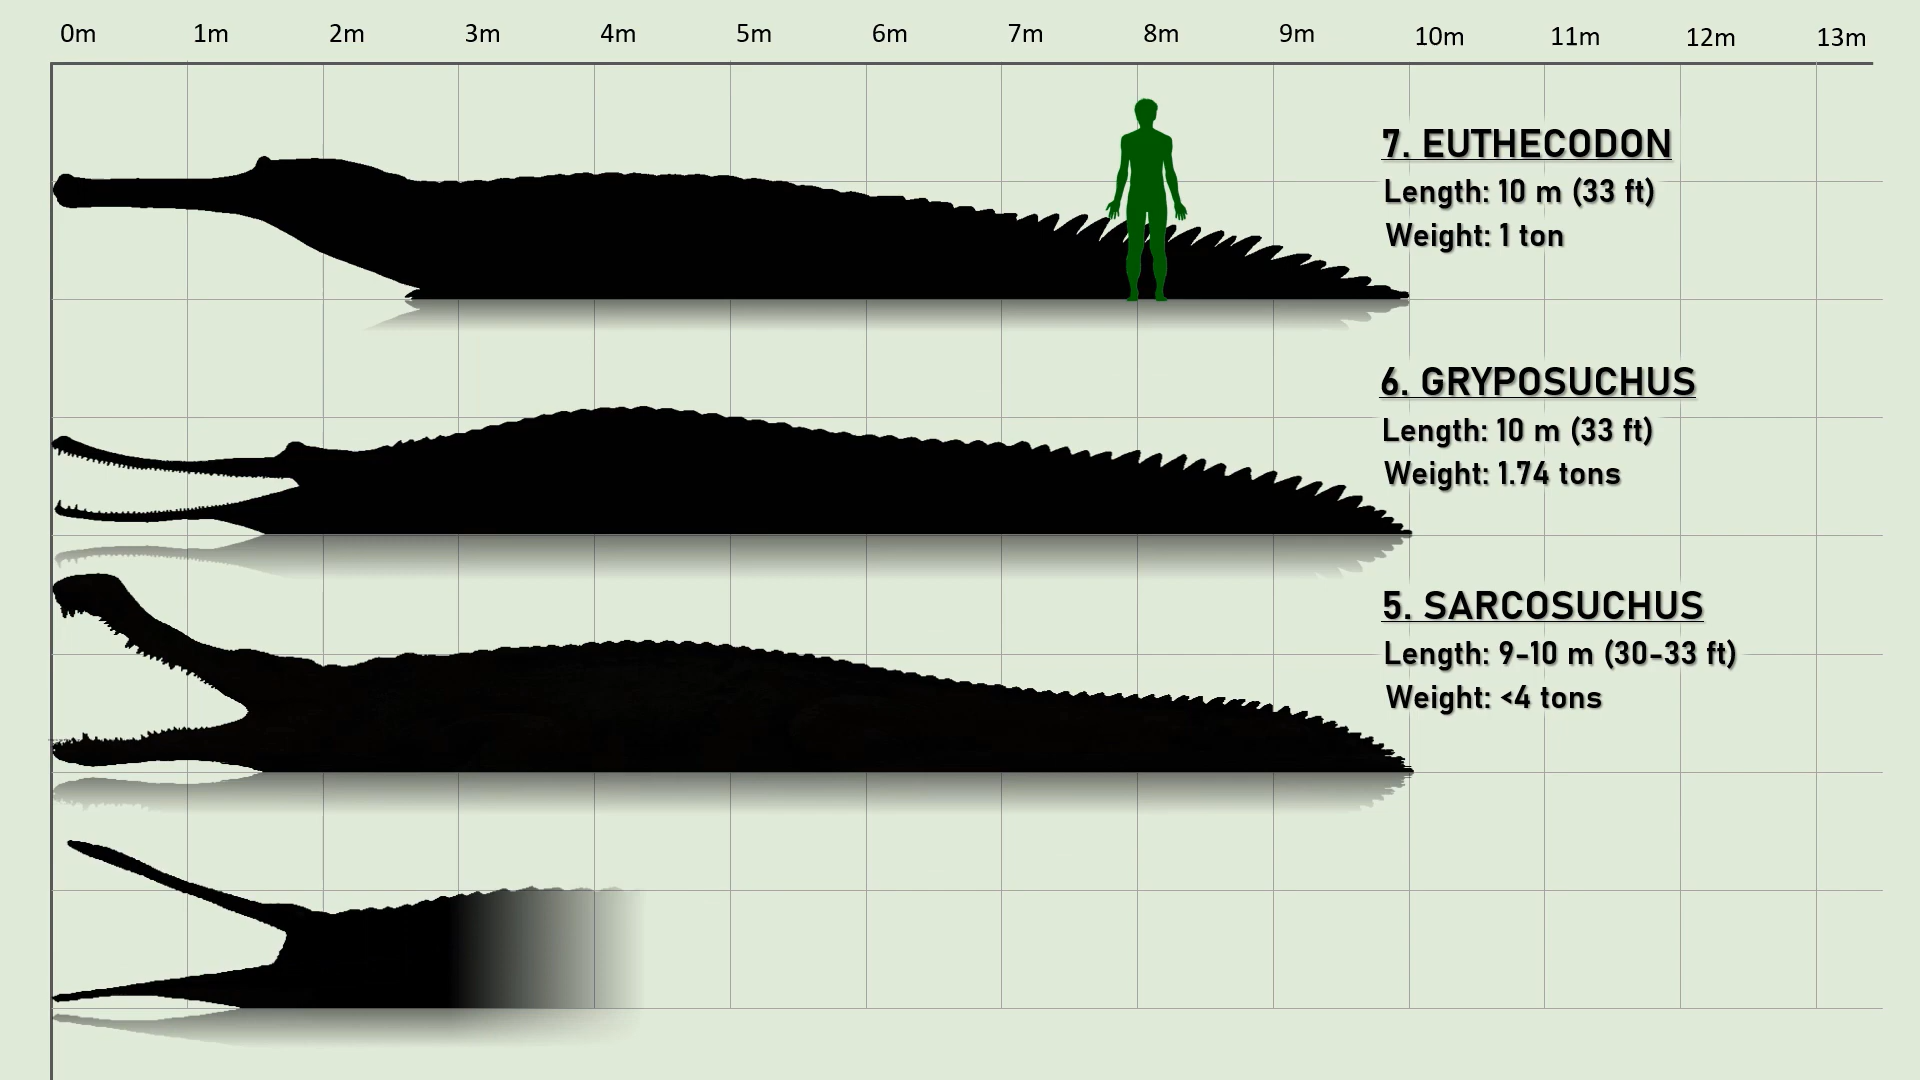 0m 1m 2m 3m 4m 5m 6m 7m 8m 9m 10m 11m 12m 13m
7. EUTHECODON
Length: 10 m (33 ft)
Weight: 1 ton
6. GRYPOSUCHUS
Length: 10 m (33 ft)
Weight: 1.74 tons
5. SARCOSUCHUS
Length: 9-10 m (30-33 ft)
Weight: <4 tons